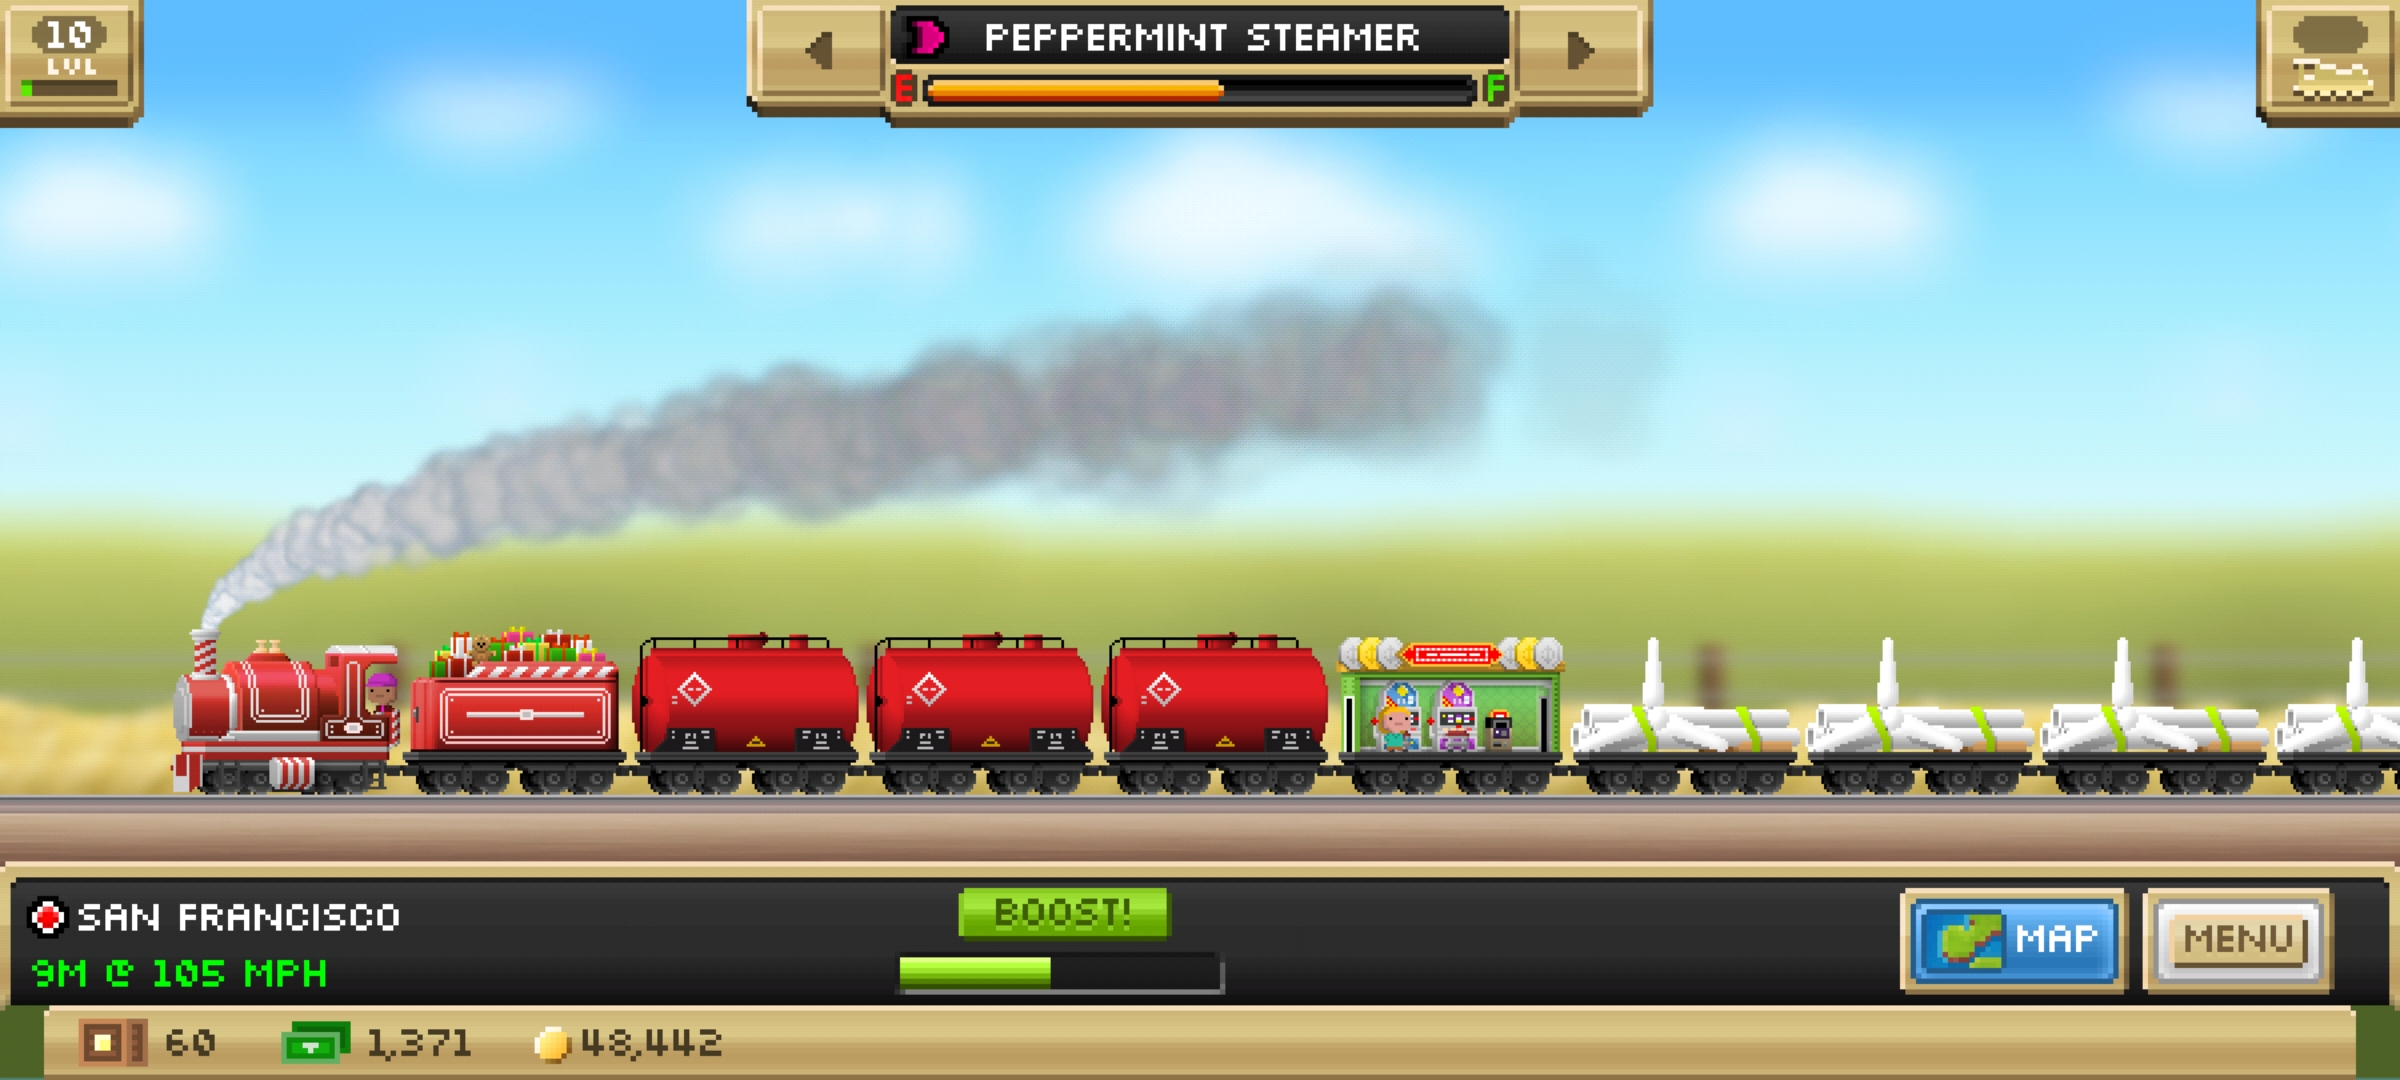 10
LVL
PEPPERMINT STEAMER
E
F
SAN FRANCISCO
9M @ 105 MPH
BOOST!
MAP
MENU
60
1,371
48,442